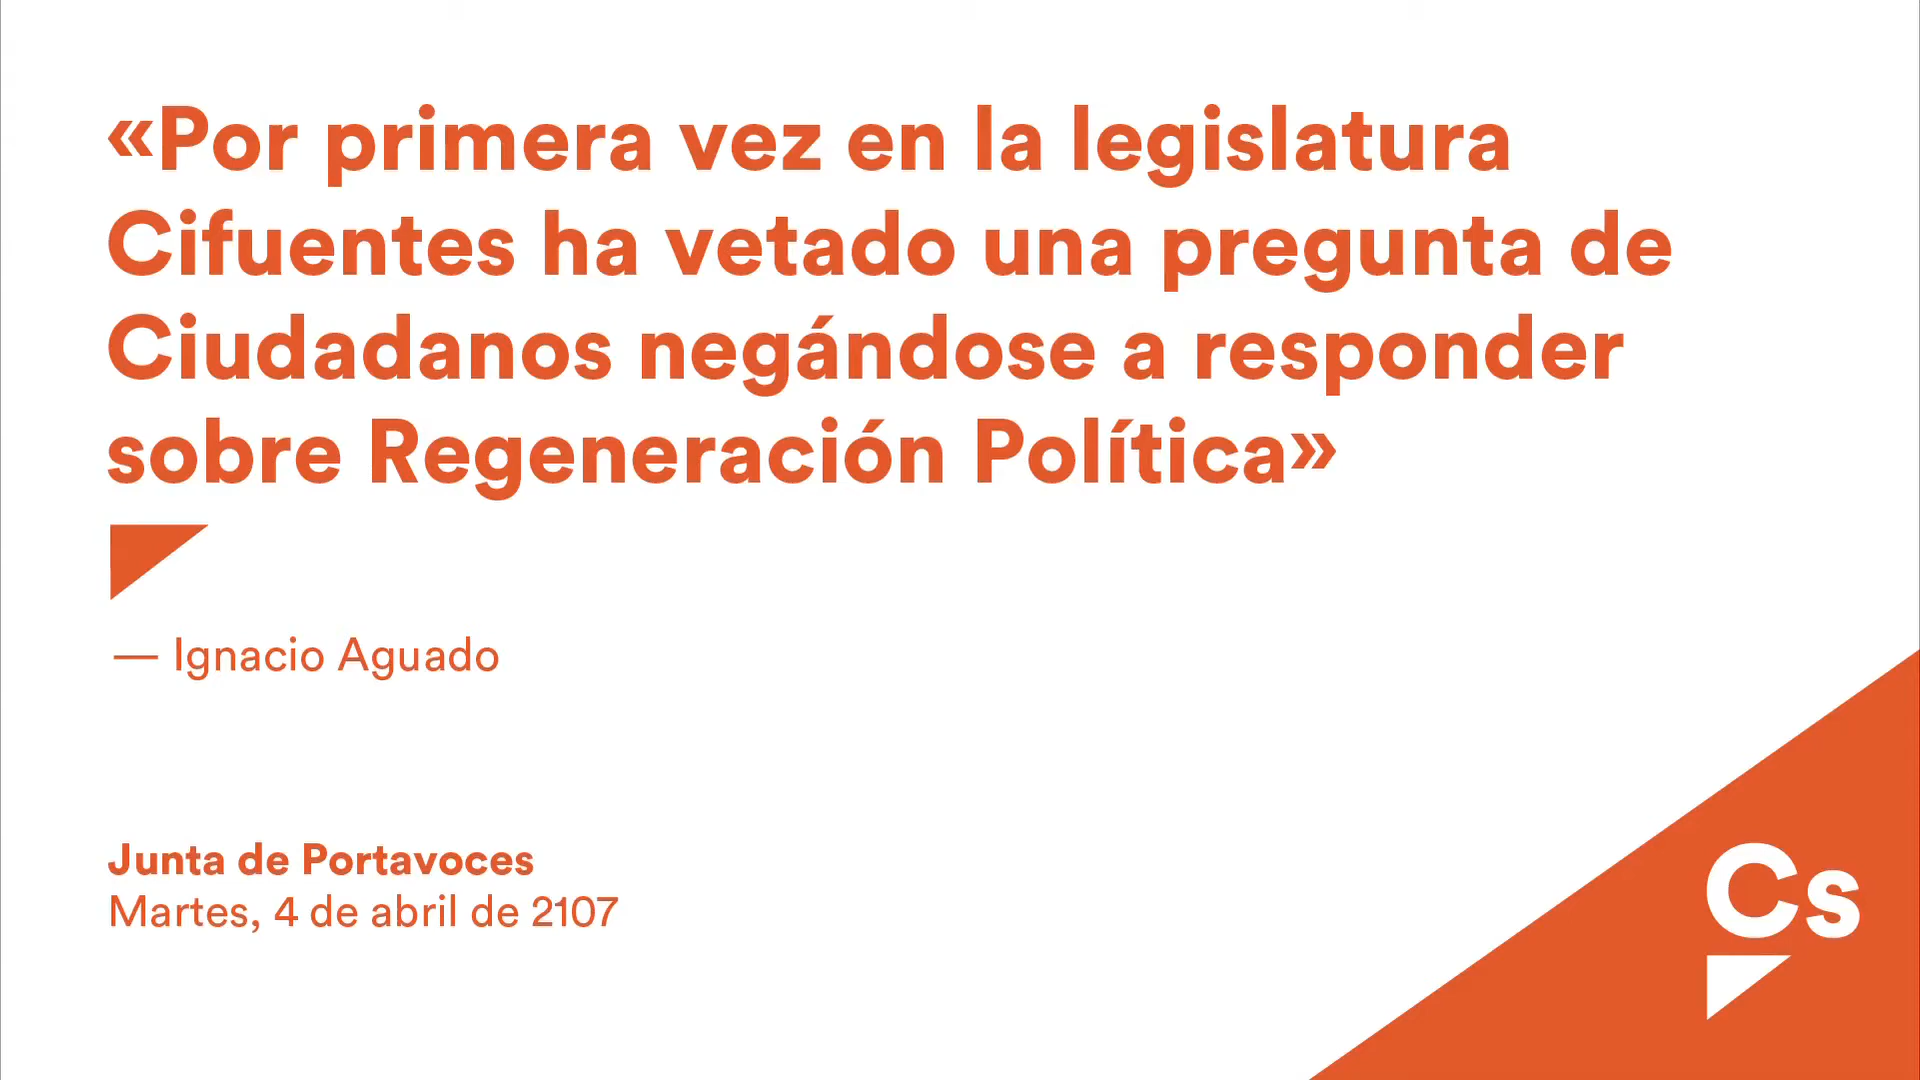 «Por primera vez en la legislatura
Cifuentes ha vetado una pregunta de
Ciudadanos negándose a responder
sobre Regeneración Política»
— Ignacio Aguado
Junta de Portavoces
Martes, 4 de abril de 2107
Cs